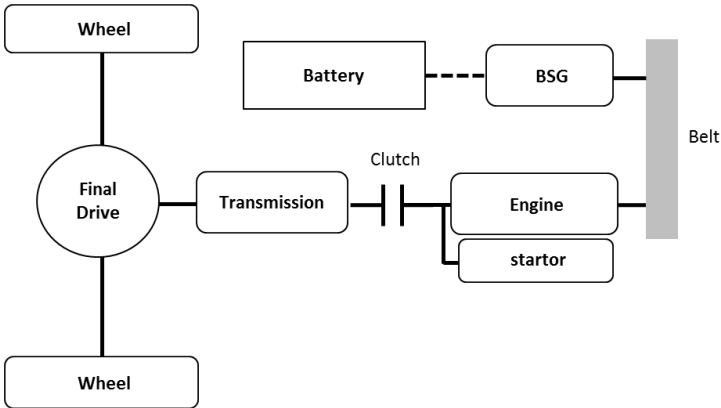 Wheel
Battery
BSG
Belt
Clutch
Final
Drive
Transmission
Engine
startor
Wheel